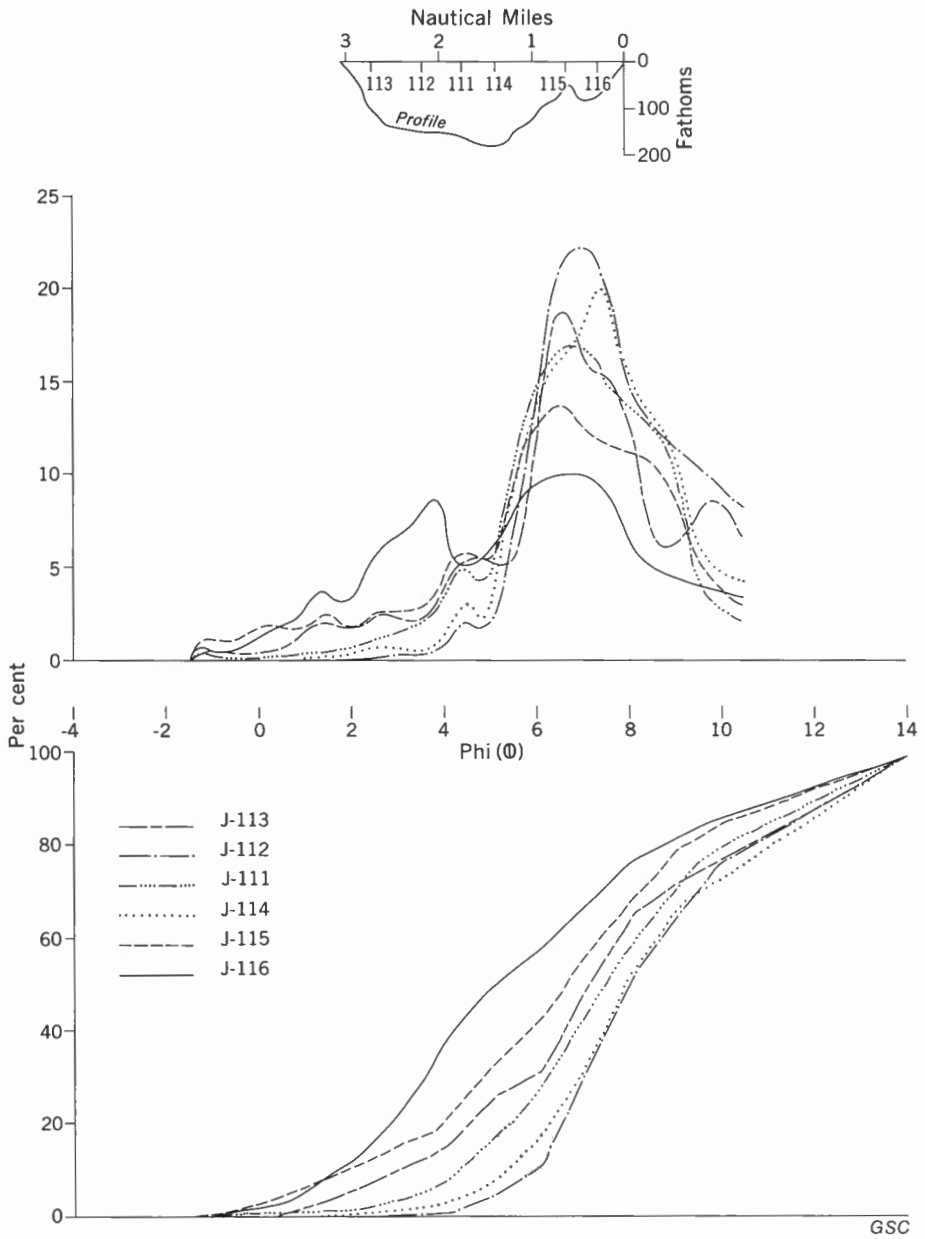 Nautical Miles
3 2 1 0
0
113 112 111 114 115 116
Profile
100
200
Fathoms
25
20
15
10
5
0
Per cent
-4 -2 0 2 4 6 8 10 12 14
Phi (Φ)
100
80
60
40
20
0
J-113
J-112
J-111
J-114
J-115
J-116
GSC